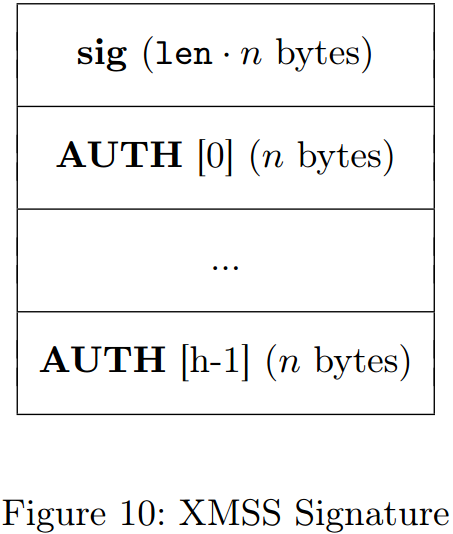 sig (len · n bytes)
AUTH [0] (n bytes)
...
AUTH [h-1] (n bytes)
Figure 10: XMSS Signature